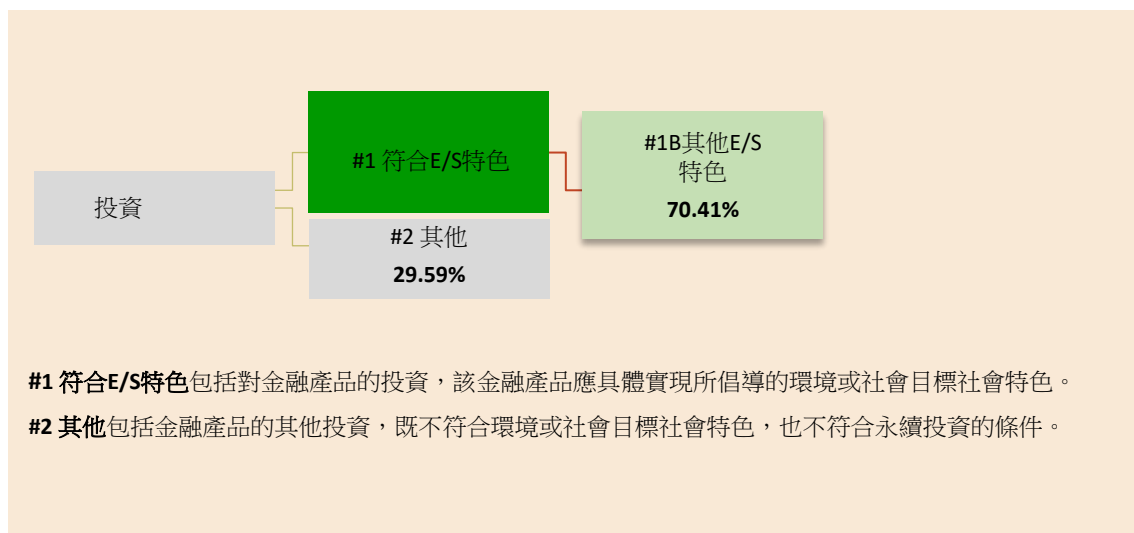 投資
#1 符合E/S特色
#2 其他
29.59%
#1B其他E/S
特色
70.41%
#1 符合E/S特色包括對金融產品的投資，該金融產品應具體實現所倡導的環境或社會目標社會特色。
#2 其他包括金融產品的其他投資，既不符合環境或社會目標社會特色，也不符合永續投資的條件。